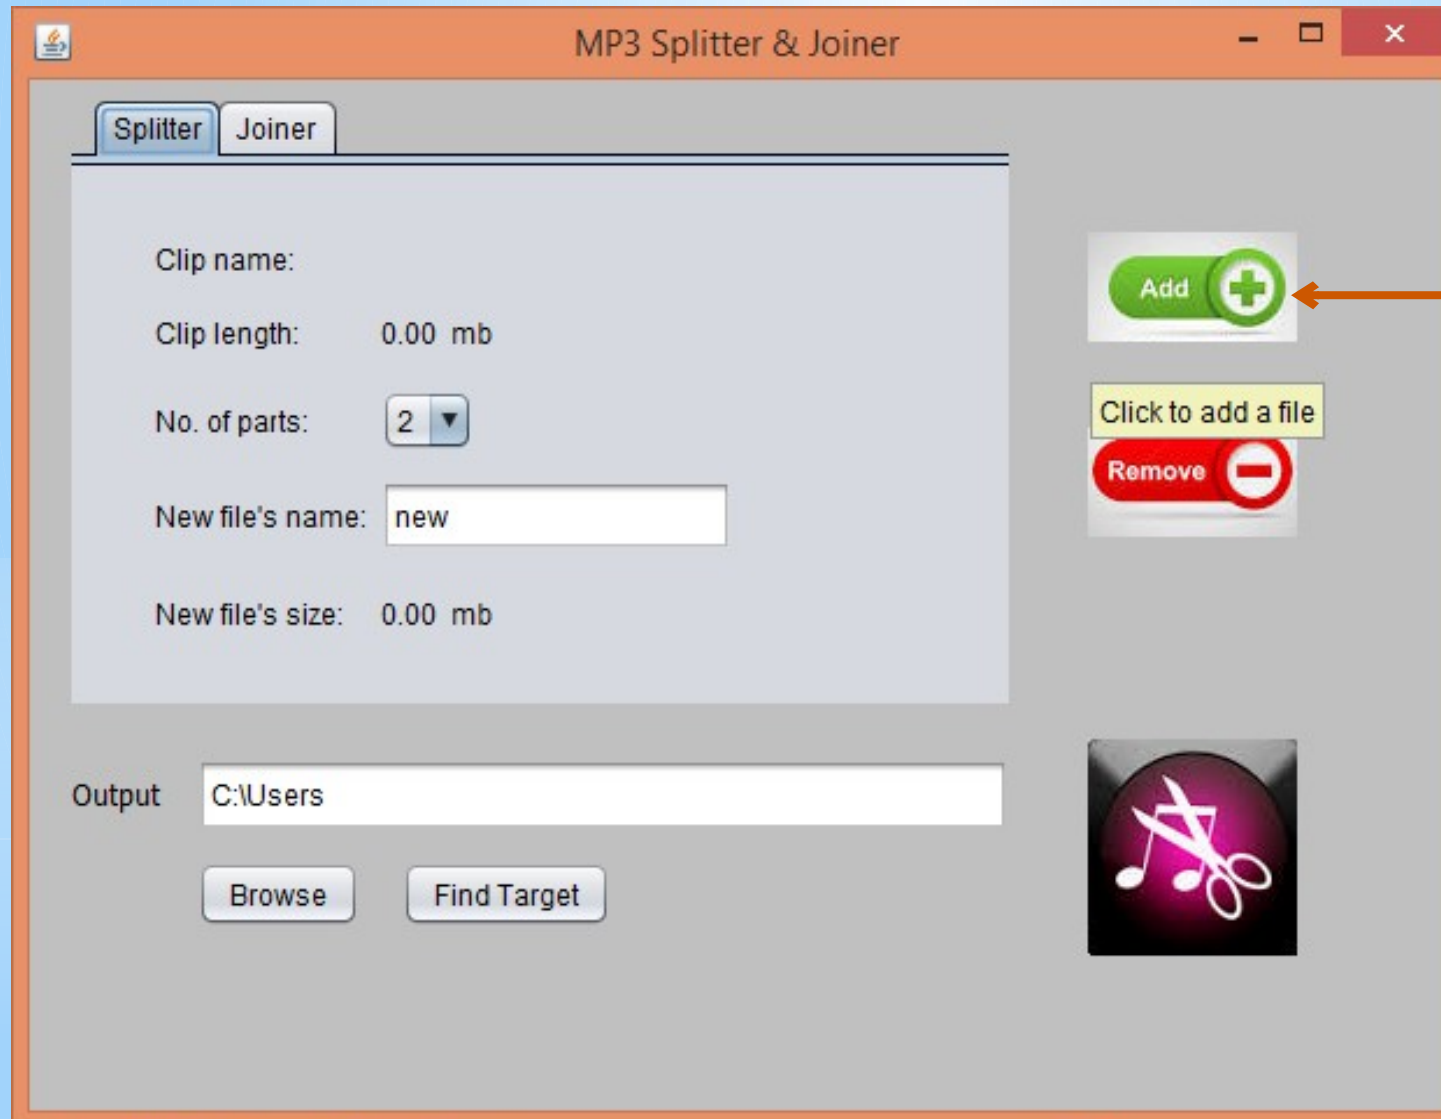 MP3 Splitter & Joiner
Splitter Joiner
Clip name:
Clip length: 0.00 mb
No. of parts: 2
New file's name: new
New file's size: 0.00 mb
Add
Click to add a file
Remove
Output C:\Users
Browse Find Target